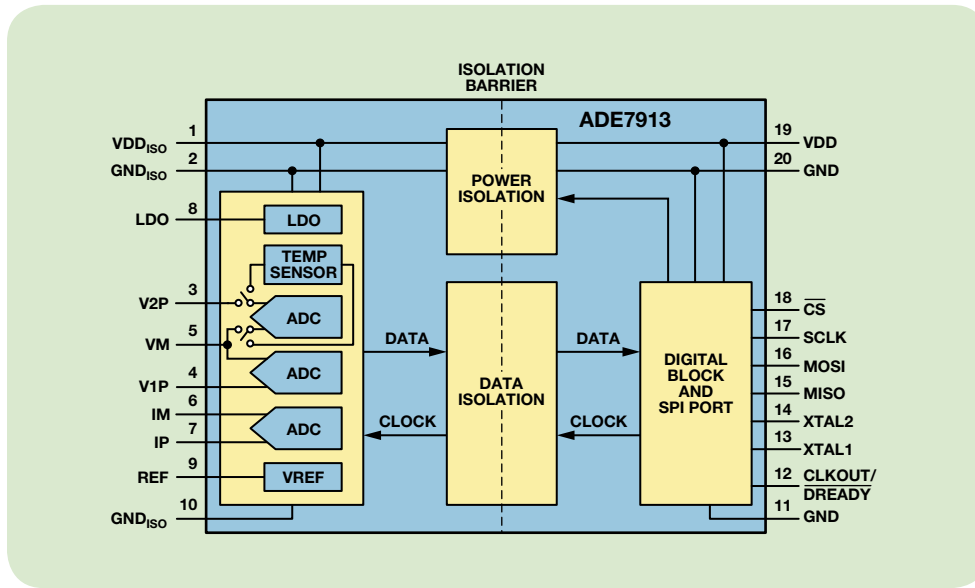 ISOLATION
BARRIER
ADE7913
1
VDDISO
2
GNDISO
LDO
8
LDO
TEMP
SENSOR
3
V2P
ADC
5
VM
ADC
4
V1P
6
IM
ADC
7
IP
9
REF
VREF
10
GNDISO
POWER
ISOLATION
DATA
CLOCK
DATA
ISOLATION
DATA
CLOCK
DIGITAL
BLOCK
AND
SPI PORT
19
VDD
20
GND
18
CS
17
SCLK
16
MOSI
15
MISO
14
XTAL2
13
XTAL1
12
CLKOUT/
DREADY
11
GND